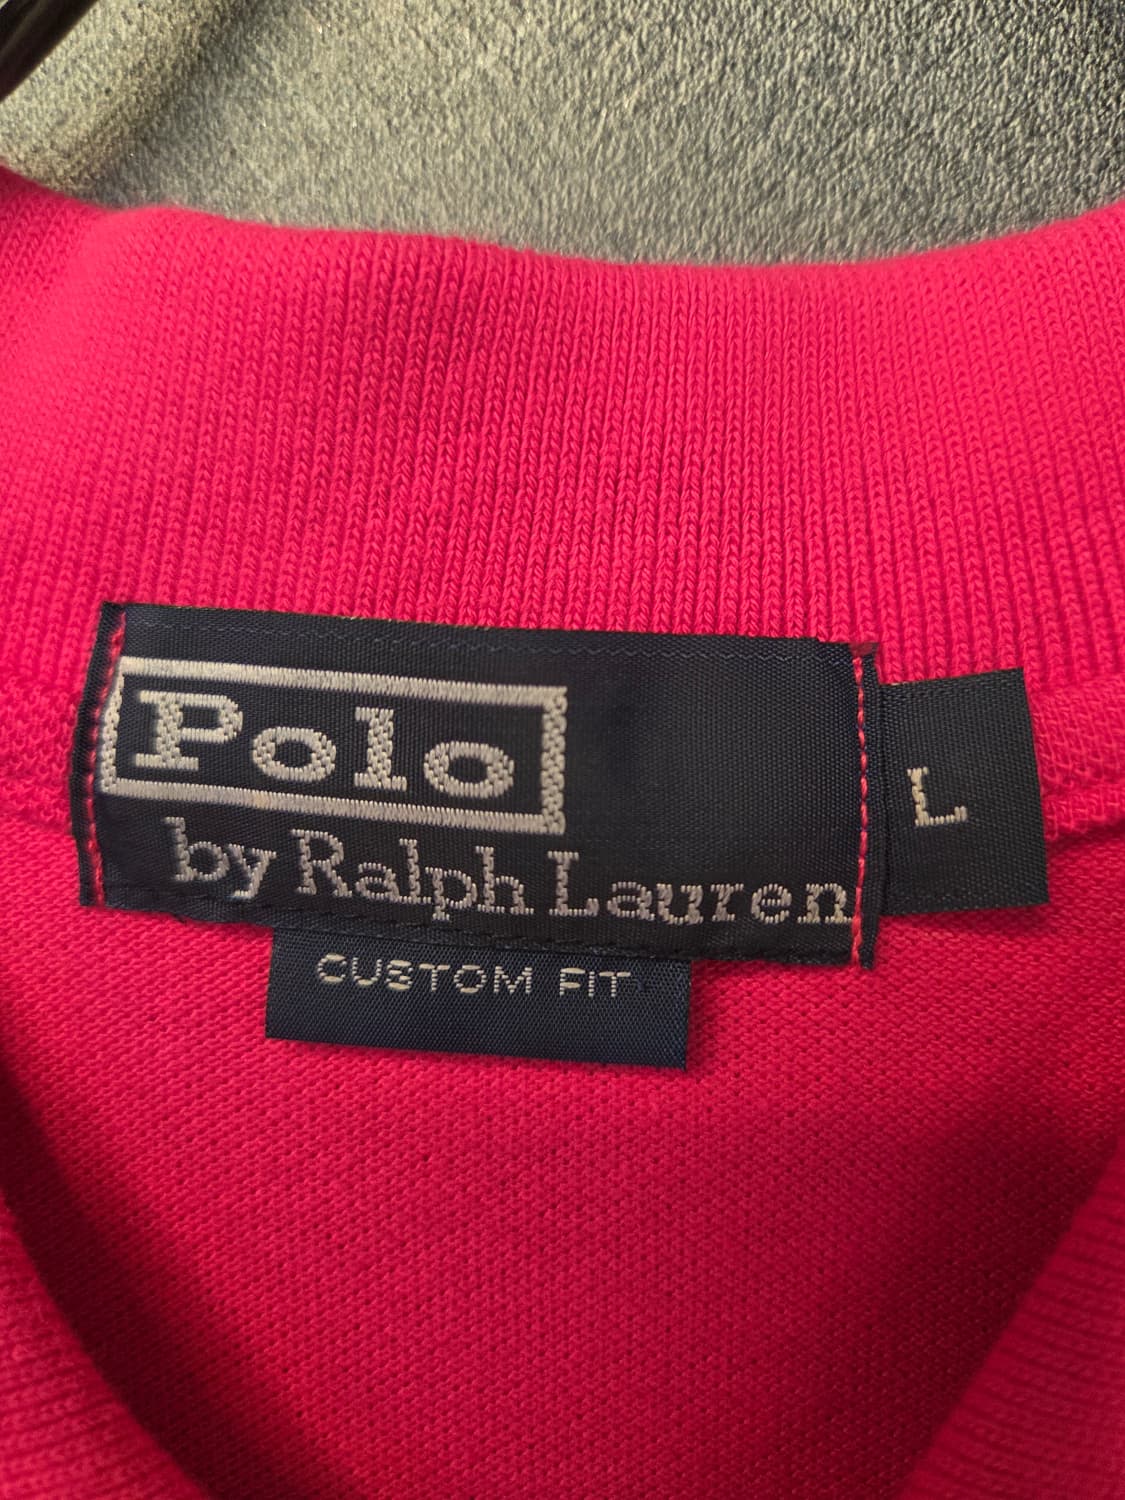 Polo
by Ralph Lauren
L
CUSTOM FIT